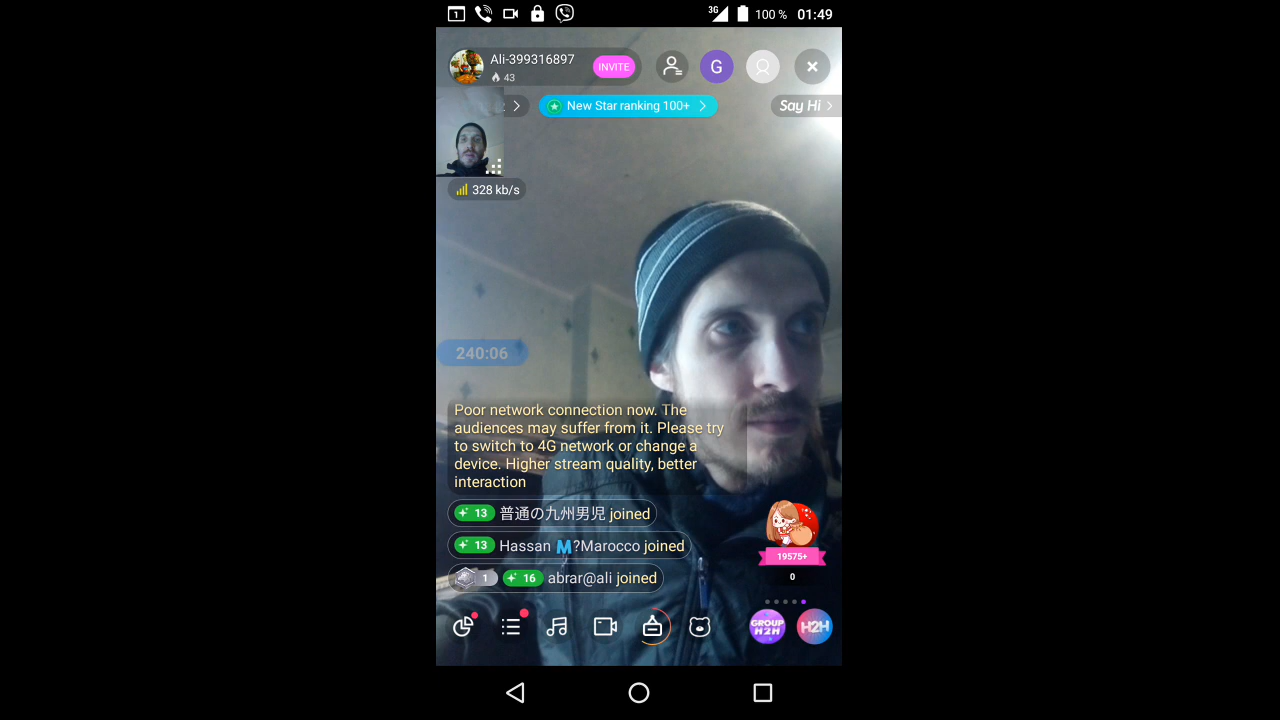 1
3G
100 %
01:49
Ali-399316897
43
INVITE
G
New Star ranking 100+
Say Hi
328 kb/s
240:06
Poor network connection now. The
audiences may suffer from it. Please try
to switch to 4G network or change a
device. Higher stream quality, better
interaction
13 普通の九州男児 joined
13 Hassan M?Marocco joined
1 16 abrar@ali joined
19575+
0
GROUP
H2H
H2H